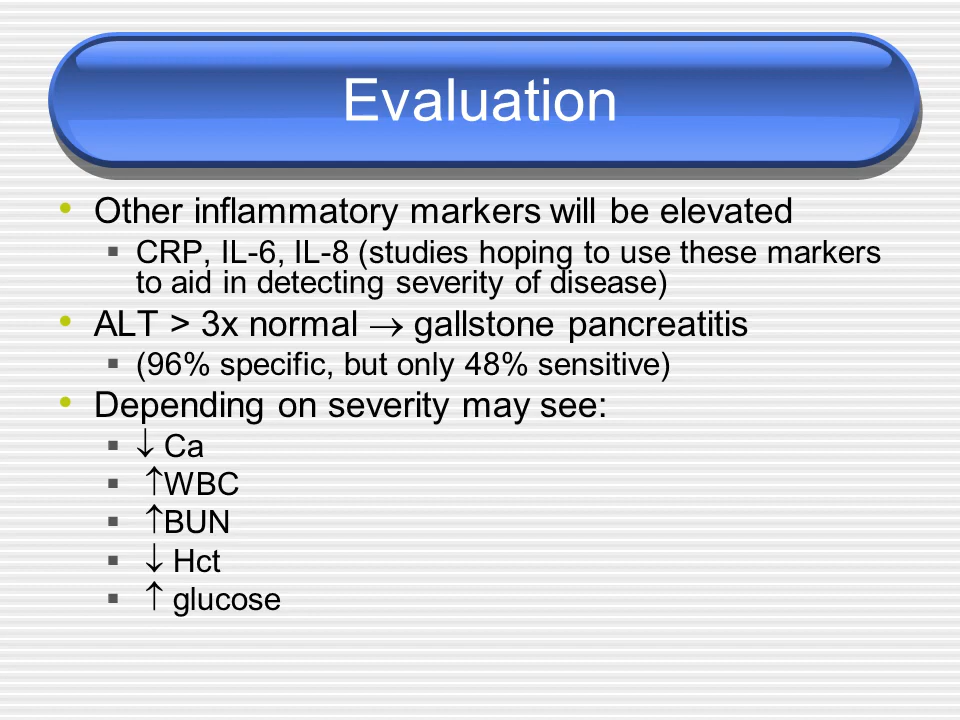 Evaluation
• Other inflammatory markers will be elevated
▪ CRP, IL-6, IL-8 (studies hoping to use these markers
to aid in detecting severity of disease)
• ALT > 3x normal → gallstone pancreatitis
▪ (96% specific, but only 48% sensitive)
• Depending on severity may see:
▪ ↓ Ca
▪ ↑WBC
▪ ↑BUN
▪ ↓ Hct
▪ ↑ glucose